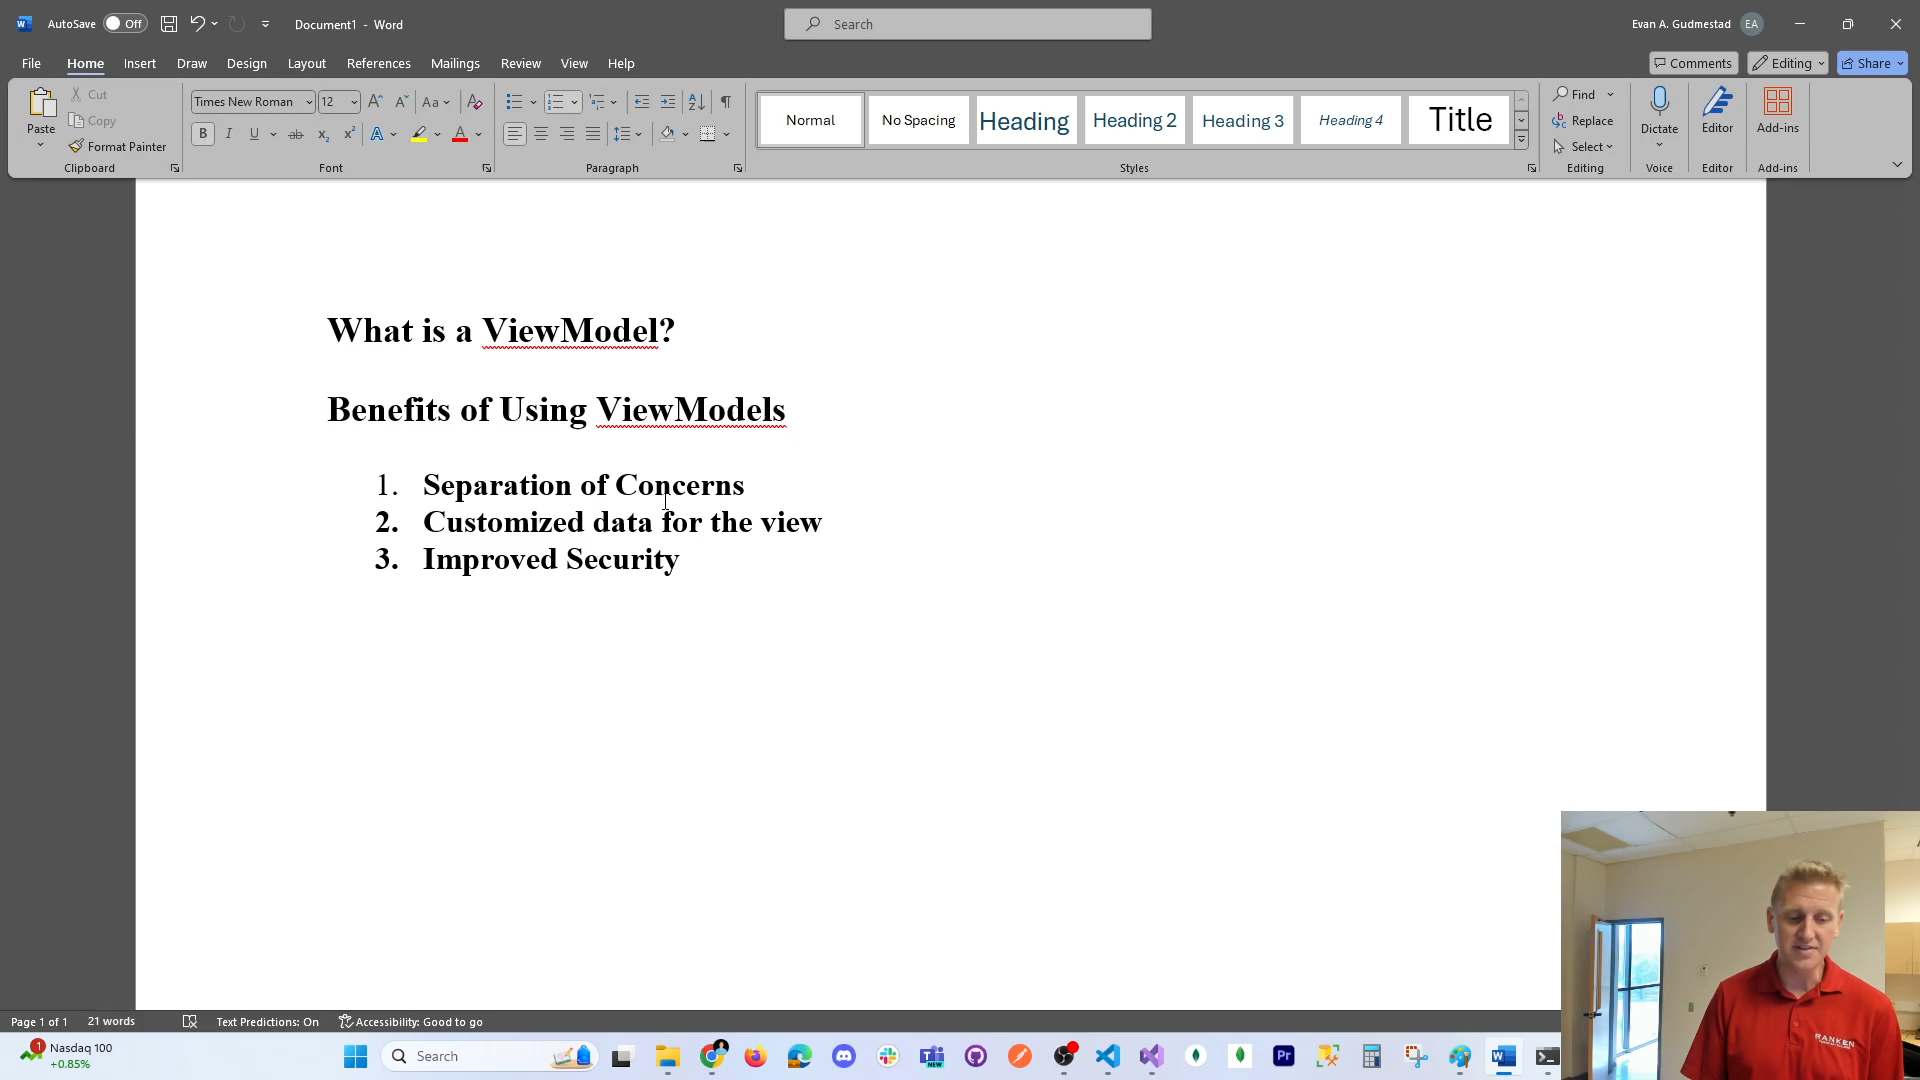 AutoSave Off Document1 - Word Search Evan A. Gudmestad EA
File Home Insert Draw Design Layout References Mailings Review View Help Comments Editing Share
Paste Cut Copy Format Painter Clipboard
Times New Roman 12 Font
Paragraph
Normal No Spacing Heading Heading 2 Heading 3 Heading 4 Title Styles
Find Replace Select Editing
Dictate Voice
Editor Editor
Add-ins Add-ins
What is a ViewModel?
Benefits of Using ViewModels
1. Separation of Concerns
2. Customized data for the view
3. Improved Security
RANKEN
Page 1 of 1 21 words Text Predictions: On Accessibility: Good to go
1 Nasdaq 100
+0.85%
Search